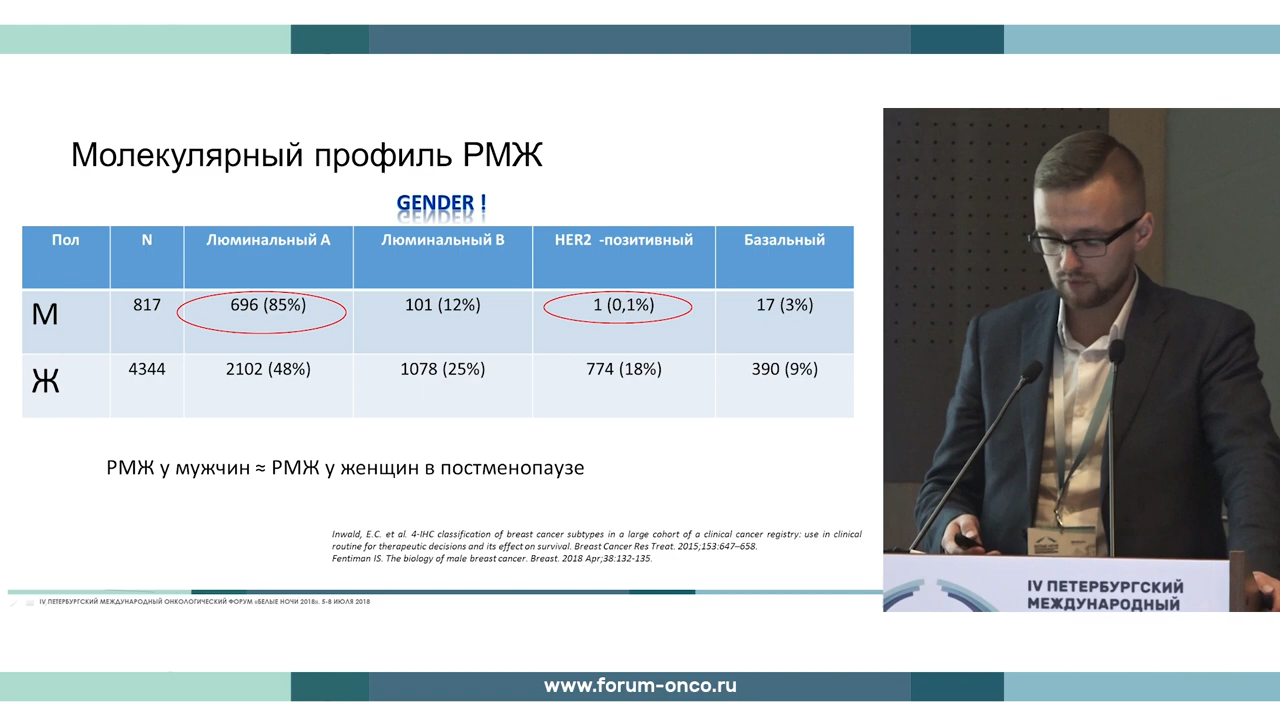 Молекулярный профиль РМЖ
GENDER !
Пол N Люминальный А Люминальный В HER2 -позитивный Базальный
М 817 696 (85%) 101 (12%) 1 (0,1%) 17 (3%)
Ж 4344 2102 (48%) 1078 (25%) 774 (18%) 390 (9%)
РМЖ у мужчин ≈ РМЖ у женщин в постменопаузе
Inwald, E.C. et al. 4-IHC classification of breast cancer subtypes in a large cohort of a clinical cancer registry: use in clinical
routine for therapeutic decisions and its effect on survival. Breast Cancer Res Treat. 2015;153:647–658.
Fentiman IS. The biology of male breast cancer. Breast. 2018 Apr;38:132-135.
IV ПЕТЕРБУРГСКИЙ МЕЖДУНАРОДНЫЙ ОНКОЛОГИЧЕСКИЙ ФОРУМ «БЕЛЫЕ НОЧИ 2018». 5-8 ИЮЛЯ 2018
IV ПЕТЕРБУРГСКИЙ
МЕЖДУНАРОДНЫЙ
www.forum-onco.ru